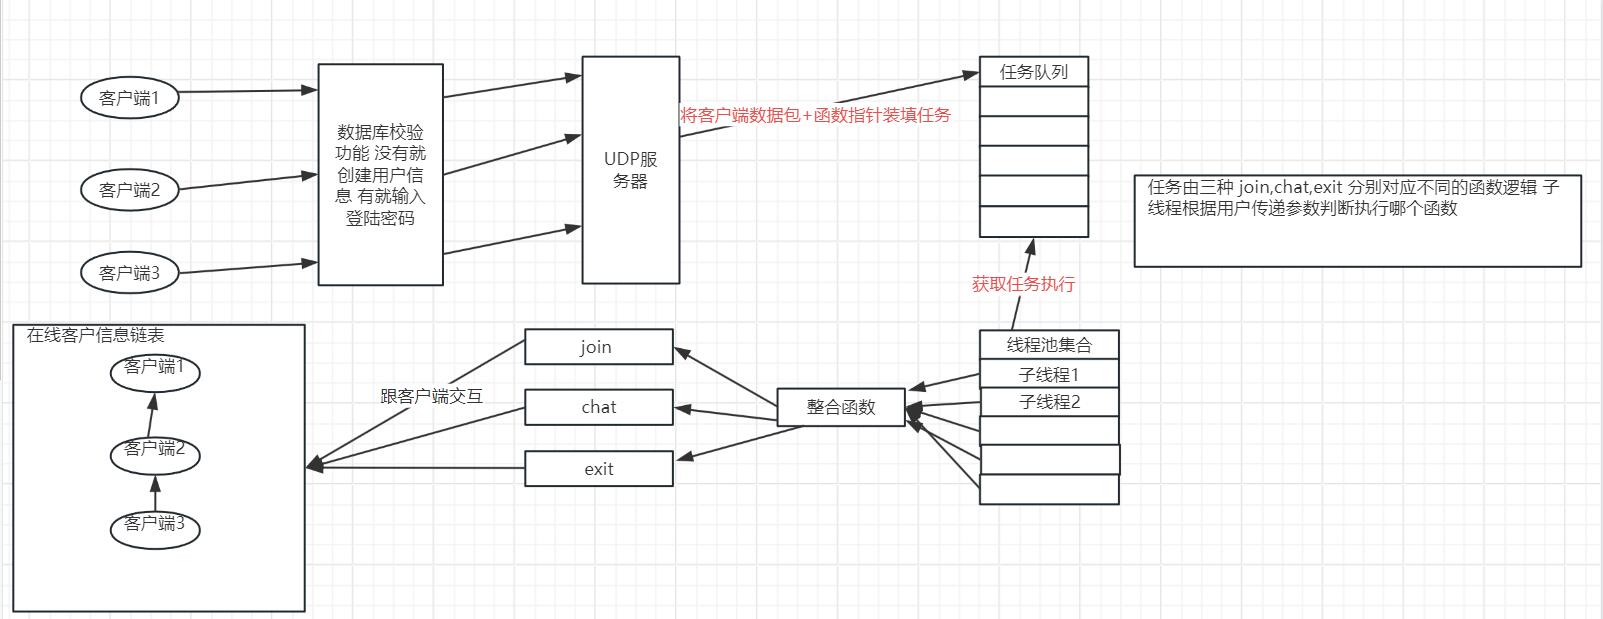 客户端1
客户端2
客户端3
数据库校验
功能 没有就
创建用户信
息 有就输入
登陆密码
UDP服
务器
将客户端数据包+函数指针装填任务
任务队列
任务由三种 join,chat,exit 分别对应不同的函数逻辑 子
线程根据用户传递参数判断执行哪个函数
获取任务执行
线程池集合
子线程1
子线程2
整合函数
join
chat
exit
跟客户端交互
在线客户信息链表
客户端1
客户端2
客户端3